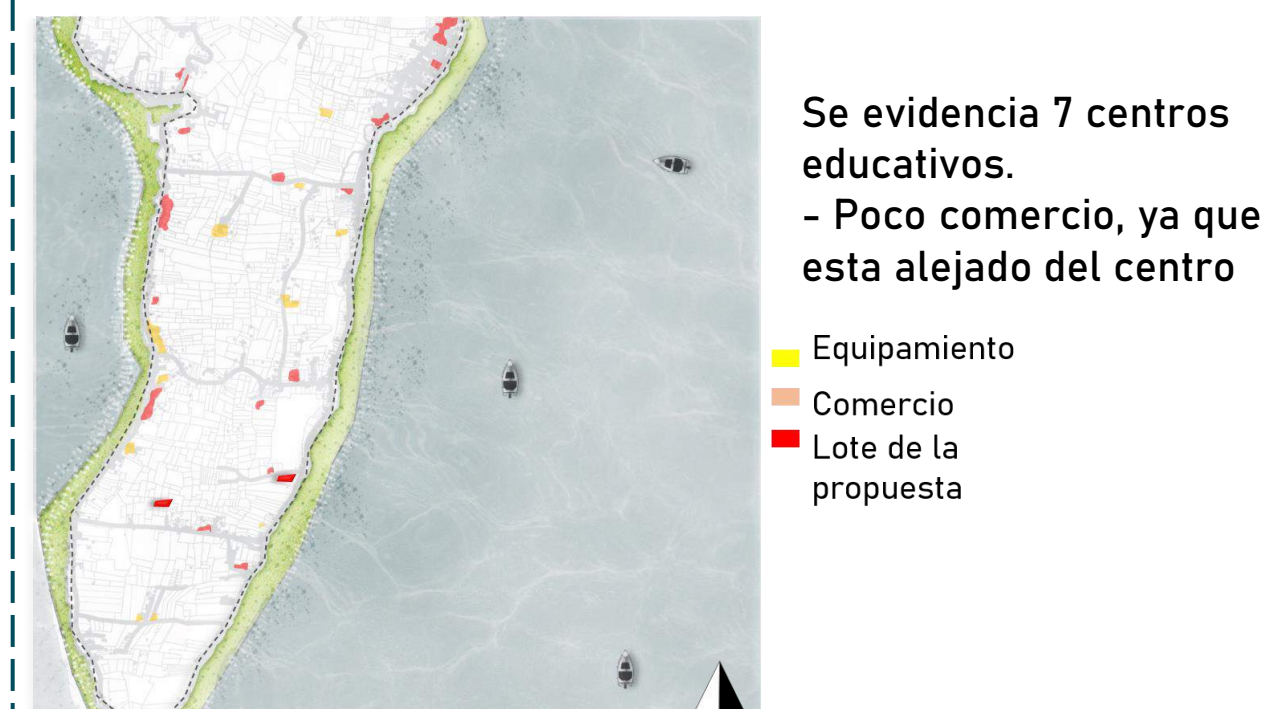 Se evidencia 7 centros
educativos.
- Poco comercio, ya que
esta alejado del centro
Equipamiento
Comercio
Lote de la
propuesta